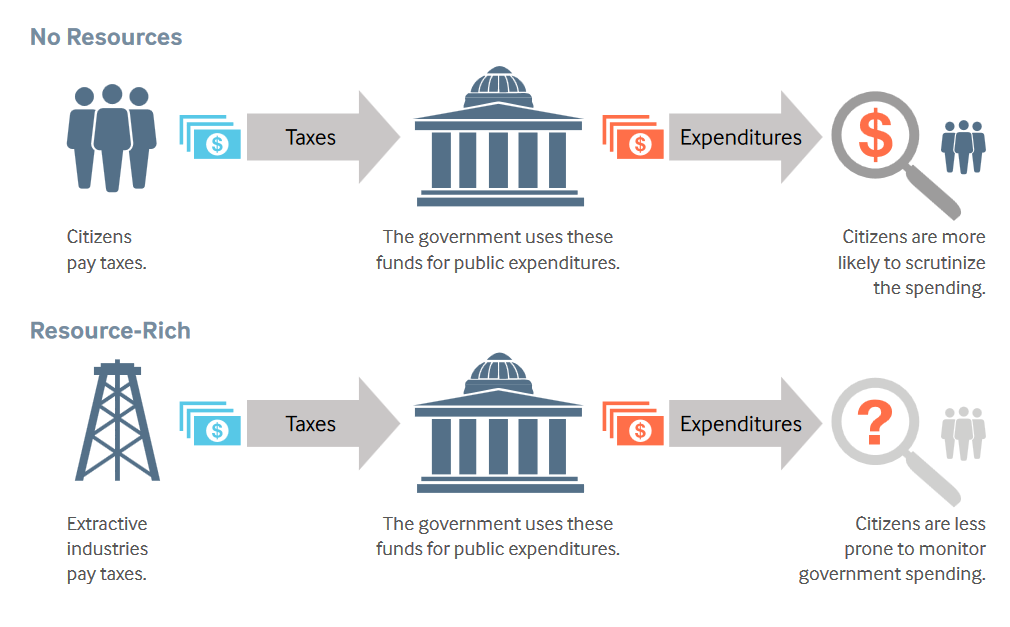 No Resources
$
$
$
Taxes
Expenditures
Citizens
pay taxes.
The government uses these
funds for public expenditures.
Citizens are more
likely to scrutinize
the spending.
Resource-Rich
$
$
?
Taxes
Expenditures
Extractive
industries
pay taxes.
The government uses these
funds for public expenditures.
Citizens are less
prone to monitor
government spending.